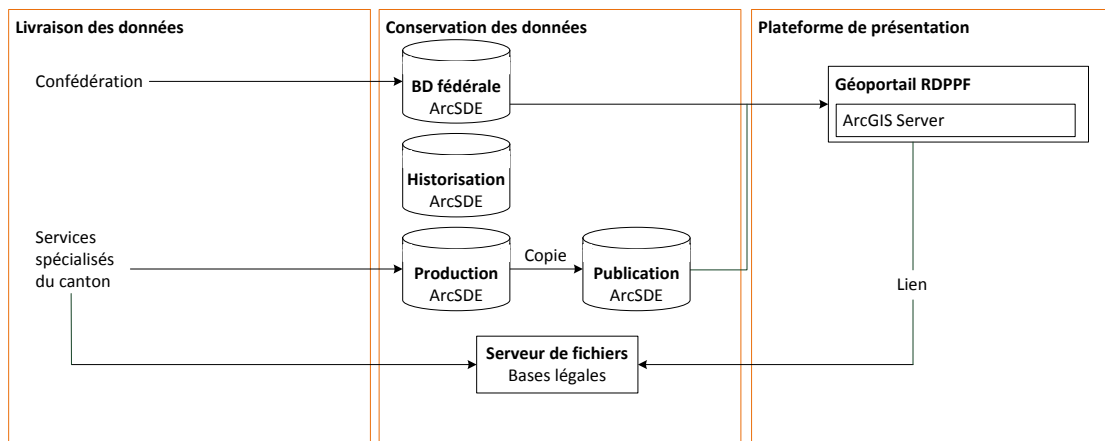 Livraison des données
Conservation des données
Plateforme de présentation
Confédération
BD fédérale
ArcSDE
Géoportail RDPPF
ArcGIS Server
Historisation
ArcSDE
Services
spécialisés
du canton
Production
ArcSDE
Copie
Publication
ArcSDE
Lien
Serveur de fichiers
Bases légales